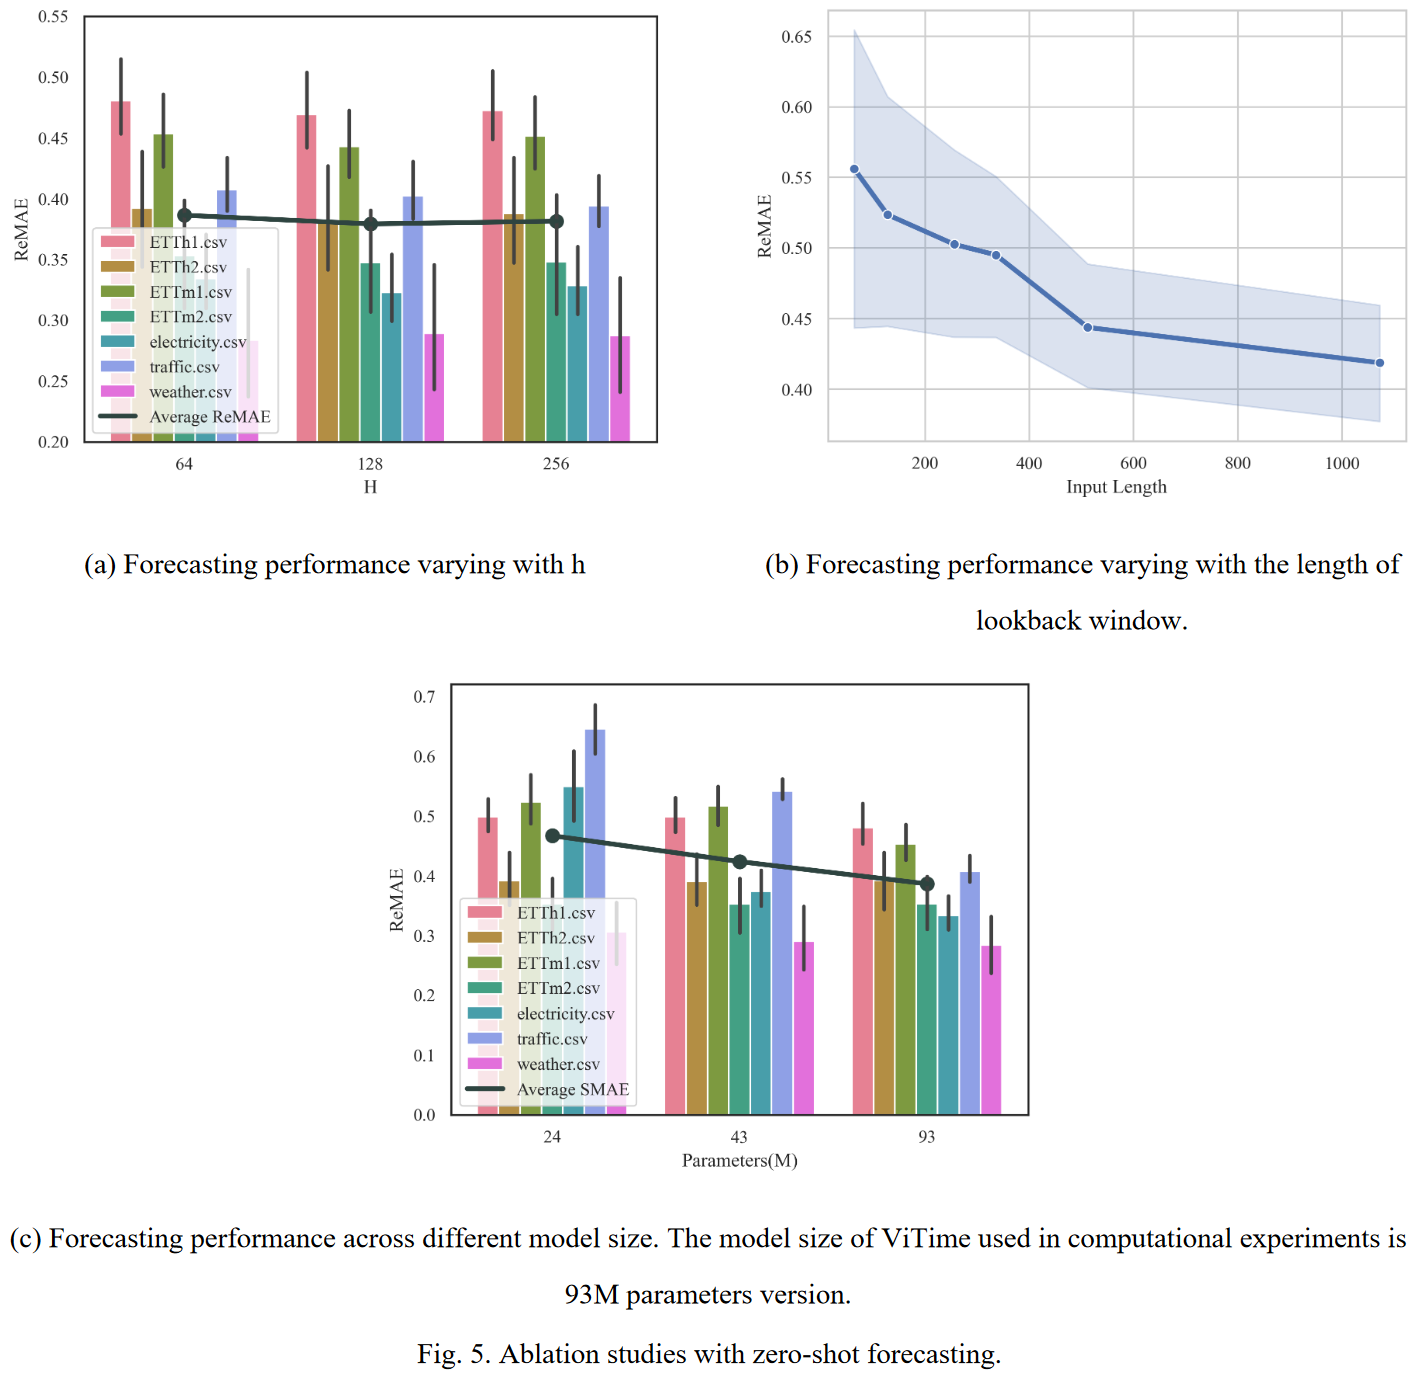 0.55
0.50
0.45
0.40
0.35
0.30
0.25
0.20
ReMAE
ETTh1.csv
ETTh2.csv
ETTm1.csv
ETTm2.csv
electricity.csv
traffic.csv
weather.csv
Average ReMAE
64 128 256
H
0.65
0.60
0.55
0.50
0.45
0.40
ReMAE
200 400 600 800 1000
Input Length
(a) Forecasting performance varying with h
(b) Forecasting performance varying with the length of
lookback window.
0.7
0.6
0.5
0.4
0.3
0.2
0.1
0.0
ReMAE
ETTh1.csv
ETTh2.csv
ETTm1.csv
ETTm2.csv
electricity.csv
traffic.csv
weather.csv
Average SMAE
24 43 93
Parameters(M)
(c) Forecasting performance across different model size. The model size of ViTime used in computational experiments is
93M parameters version.
Fig. 5. Ablation studies with zero-shot forecasting.